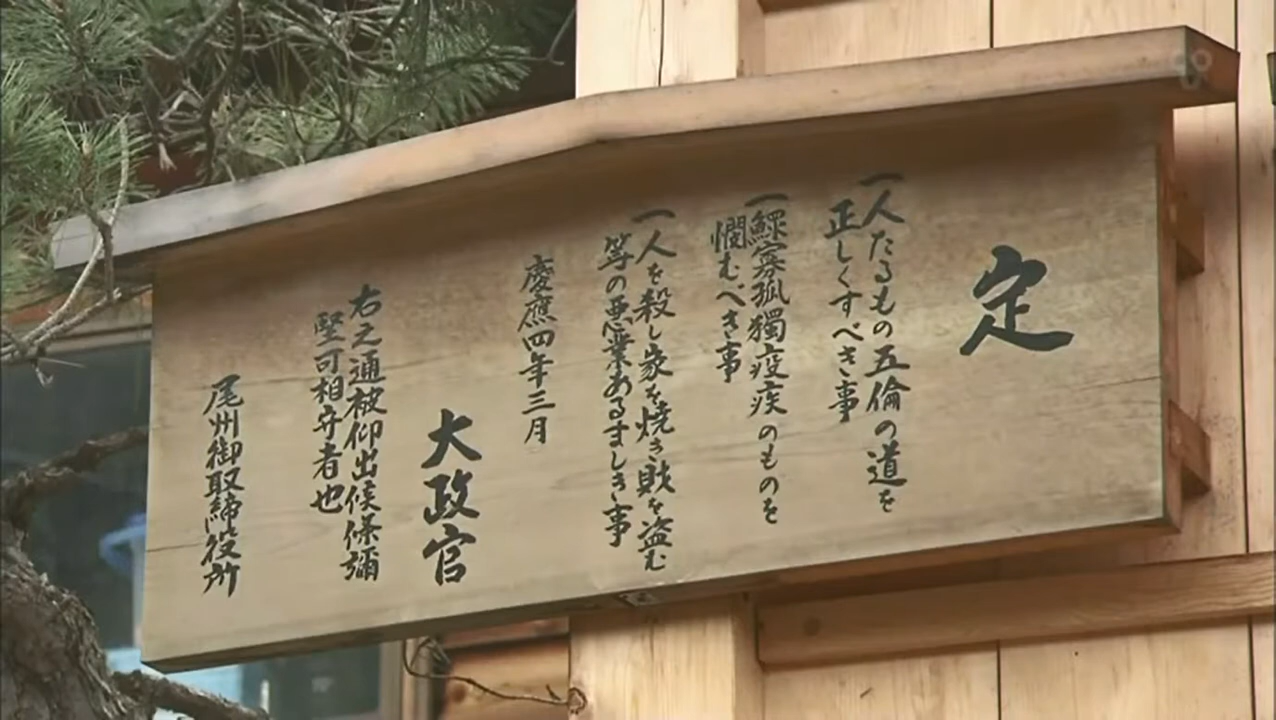 定
一人たるもの五倫の道を
正しくすべき事
一鰥寡孤獨疫疾のものを
憫むべき事
一人を殺し家を焼き財を盗む
等の悪業あるましき事
慶應四年三月
大政官
右之通被仰出候條彌
堅可相守者也
尾州御取締役所